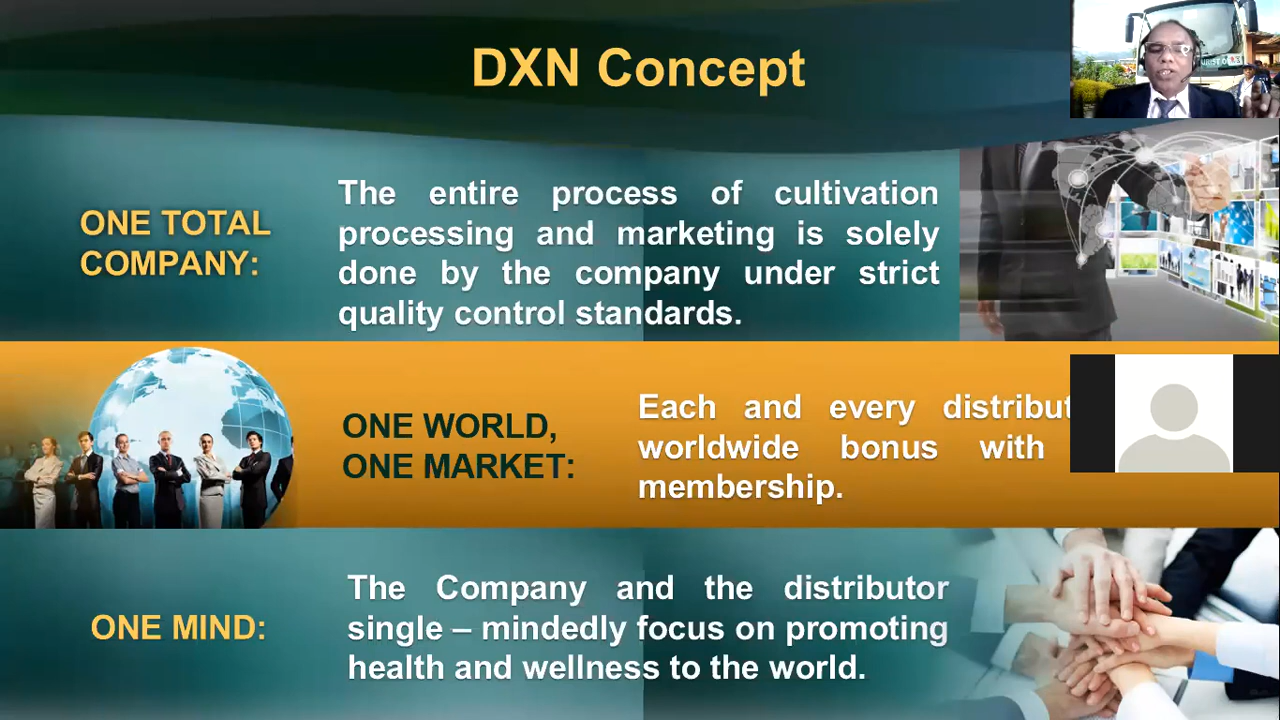 DXN Concept
ONE TOTAL
COMPANY:
The entire process of cultivation
processing and marketing is solely
done by the company under strict
quality control standards.
ONE WORLD,
ONE MARKET:
Each and every
worldwide bonus with
membership.
ONE MIND:
The Company and the distributor
single – mindedly focus on promoting
health and wellness to the world.